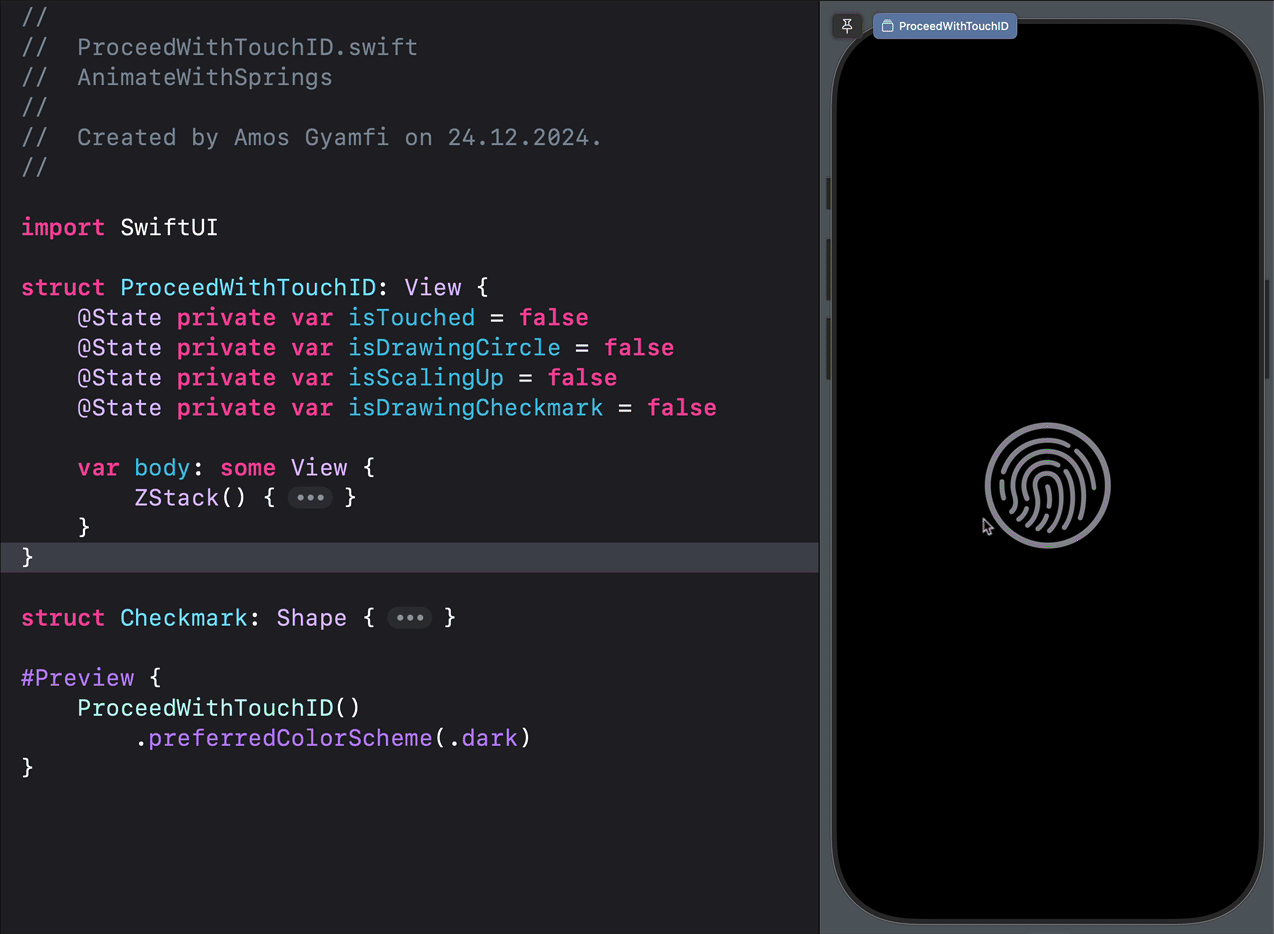 //
//  ProceedWithTouchID.swift
//  AnimateWithSprings
//
//  Created by Amos Gyamfi on 24.12.2024.
//
import SwiftUI
struct ProceedWithTouchID: View {
    @State private var isTouched = false
    @State private var isDrawingCircle = false
    @State private var isScalingUp = false
    @State private var isDrawingCheckmark = false
    var body: some View {
        ZStack() { ••• }
    }
}
struct Checkmark: Shape { ••• }
#Preview {
    ProceedWithTouchID()
        .preferredColorScheme(.dark)
}
ProceedWithTouchID